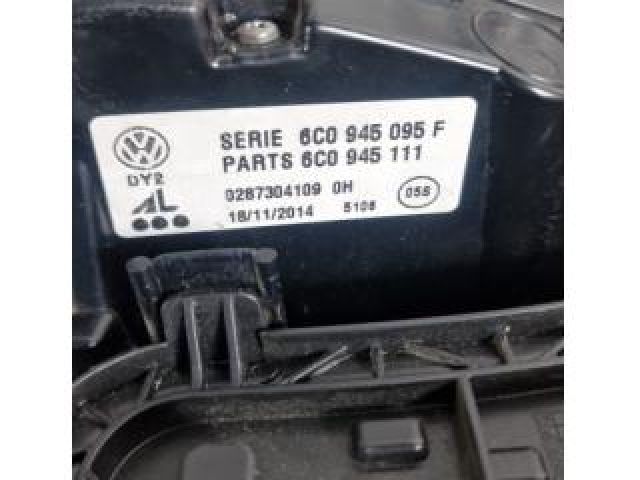 SERIE 6C0 945 095 F
PARTS 6C0 945 111
DY2
AL
0287304109 0H
18/11/2014 5108
058